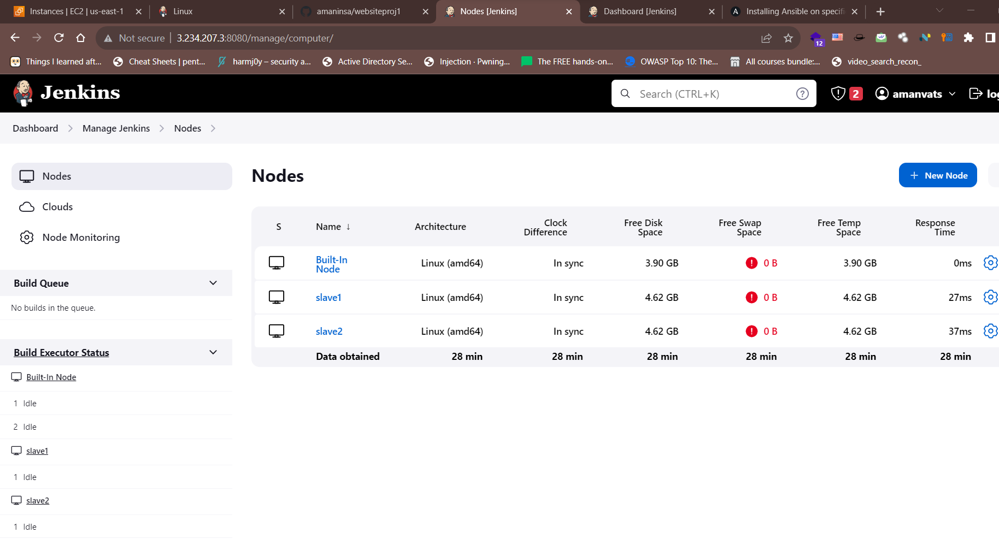 Instances | EC2 | us-east-1
Linux
amaninsa/websiteproj1
Nodes [Jenkins]
Dashboard [Jenkins]
Installing Ansible on specifi
Not secure
3.234.207.3:8080/manage/computer/
12
Things I learned aft...
Cheat Sheets | pent...
harmj0y – security a...
Active Directory Se...
Injection · Pwning...
The FREE hands-on...
OWASP Top 10: The...
All courses bundle:...
video_search_recon_
Jenkins
Search (CTRL+K)
?
2
amanvats
log
Dashboard
Manage Jenkins
Nodes
Nodes
Clouds
Node Monitoring
Build Queue
No builds in the queue.
Build Executor Status
Built-In Node
1 Idle
2 Idle
slave1
1 Idle
slave2
1 Idle
Nodes
+ New Node
S
Name ↓
Architecture
Clock
Difference
Free Disk
Space
Free Swap
Space
Free Temp
Space
Response
Time
Built-In
Node
Linux (amd64)
In sync
3.90 GB
0 B
3.90 GB
0ms
slave1
Linux (amd64)
In sync
4.62 GB
0 B
4.62 GB
27ms
slave2
Linux (amd64)
In sync
4.62 GB
0 B
4.62 GB
37ms
Data obtained
28 min
28 min
28 min
28 min
28 min
28 min